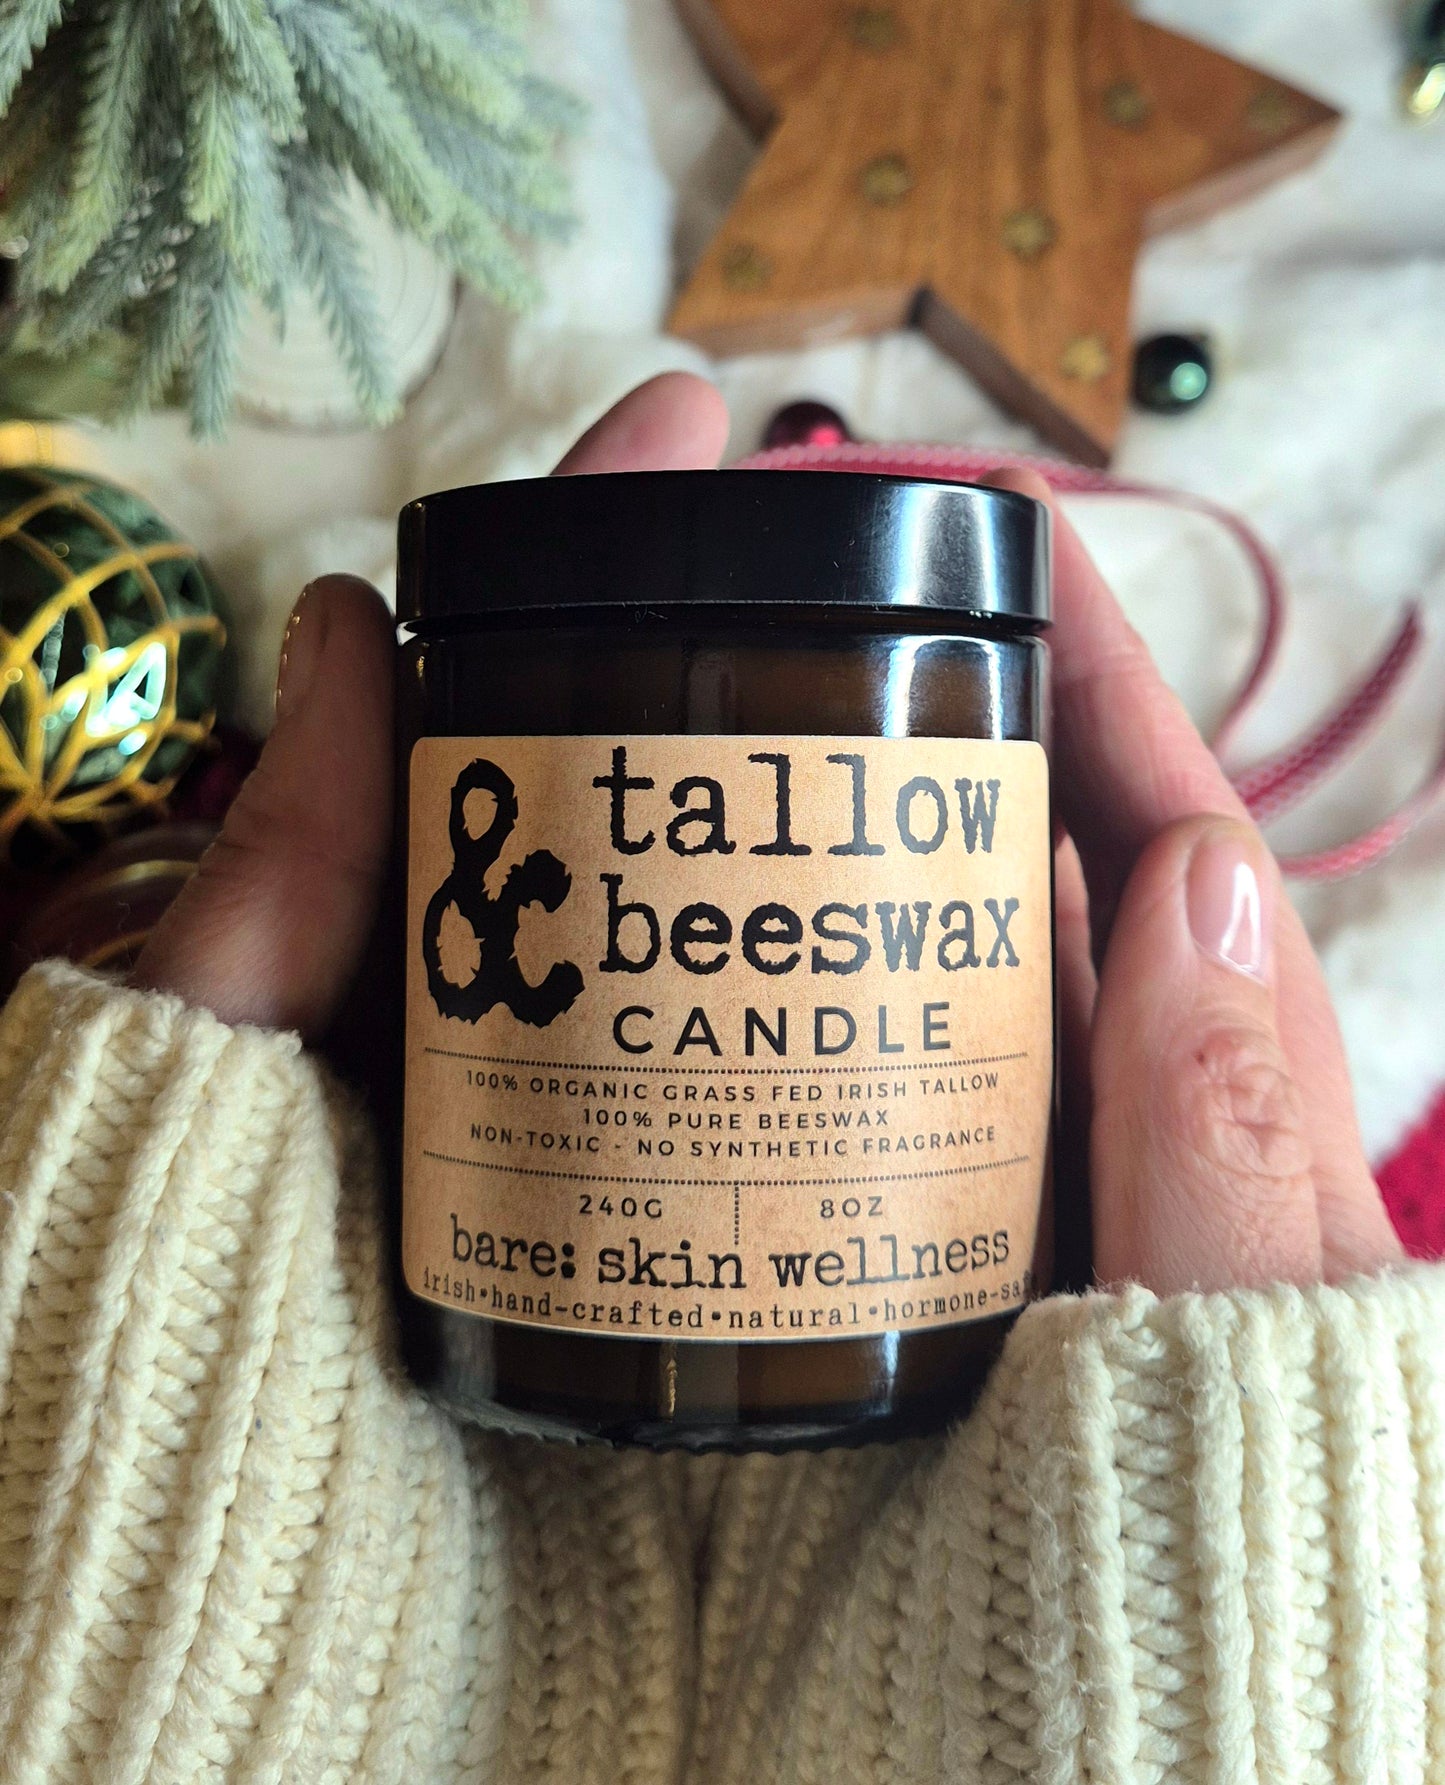 & tallow
beeswax
CANDLE
100% ORGANIC GRASS FED IRISH TALLOW
100% PURE BEESWAX
NON-TOXIC - NO SYNTHETIC FRAGRANCE
240G 8OZ
bare: skin wellness
irish•hand-crafted•natural•hormone-saf